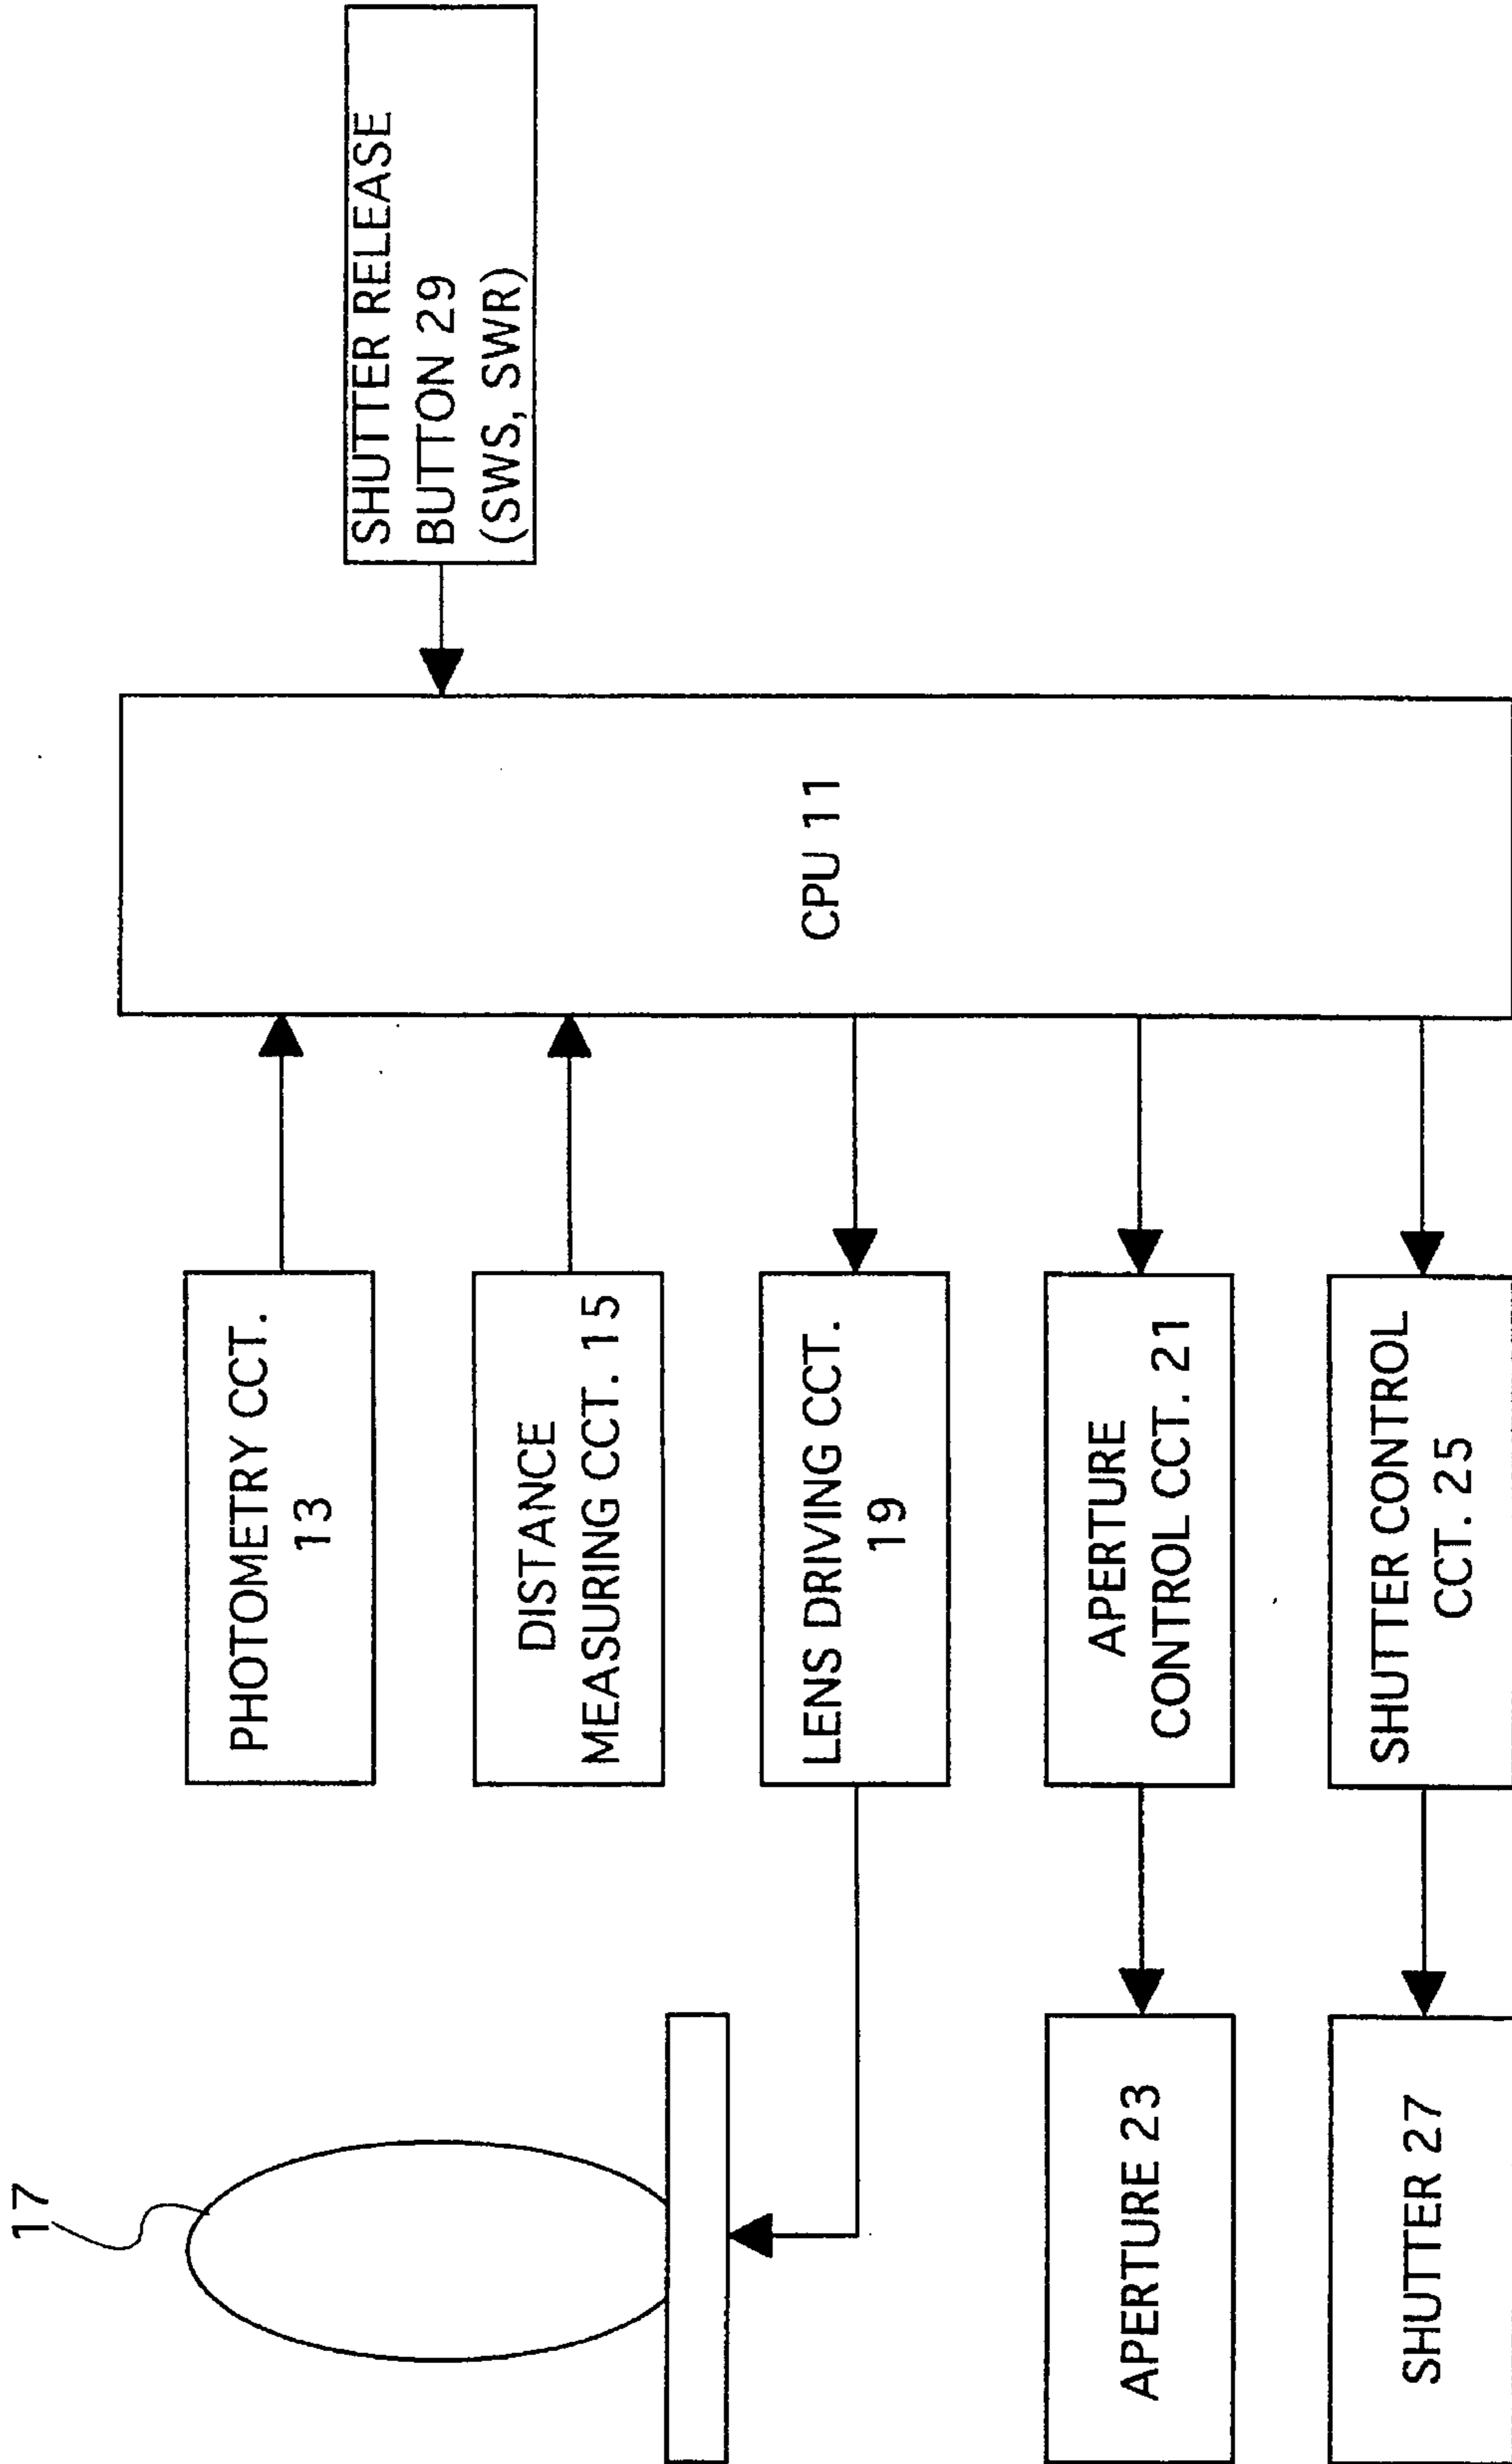 17
PHOTOMETRY CCT.
13
DISTANCE
MEASURING CCT. 15
LENS DRIVING CCT.
19
APERTURE
CONTROL CCT. 21
SHUTTER CONTROL
CCT. 25
APERTURE 23
SHUTTER 27
CPU 11
SHUTTER RELEASE
BUTTON 29
(SWS, SWR)